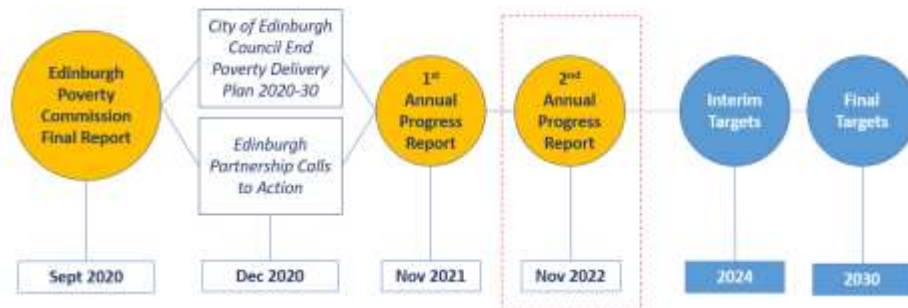 Edinburgh
Poverty
Commission
Final Report
City of Edinburgh
Council End
Poverty Delivery
Plan 2020-30
Edinburgh
Partnership Calls
to Action
1st
Annual
Progress
Report
2nd
Annual
Progress
Report
Interim
Targets
Final
Targets
Sept 2020
Dec 2020
Nov 2021
Nov 2022
2024
2030